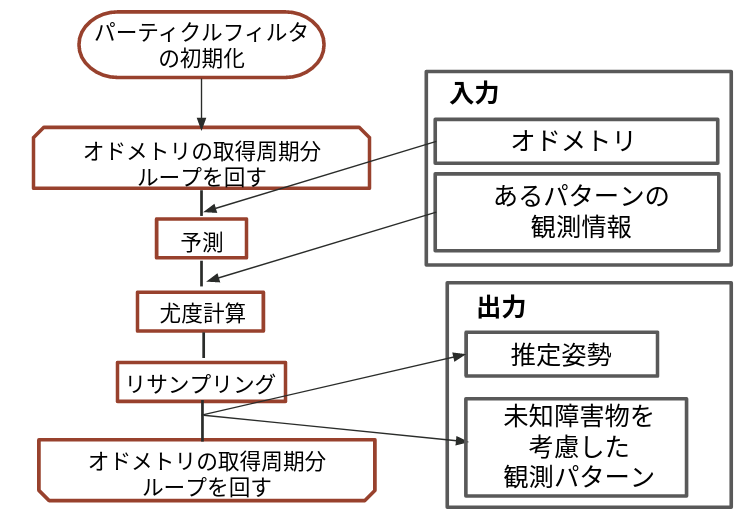 パーティクルフィルタ
の初期化
オドメトリの取得周期分
ループを回す
予測
尤度計算
リサンプリング
オドメトリの取得周期分
ループを回す
入力
オドメトリ
あるパターンの
観測情報
出力
推定姿勢
未知障害物を
考慮した
観測パターン